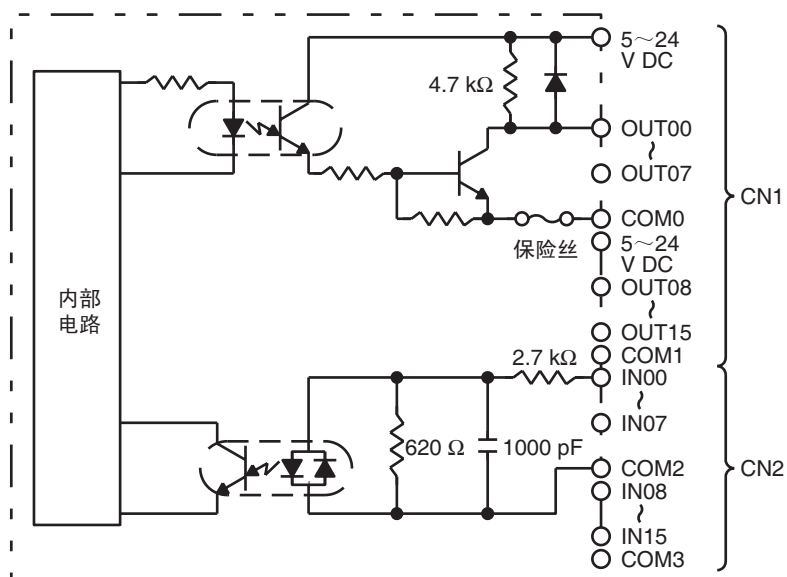 5～24
V DC
4.7 kΩ
OUT00
～
OUT07
CN1
COM0
保险丝
5～24
V DC
OUT08
～
内部
电路
OUT15
COM1
2.7 kΩ
IN00
～
IN07
620 Ω
1000 pF
COM2
CN2
IN08
～
IN15
COM3